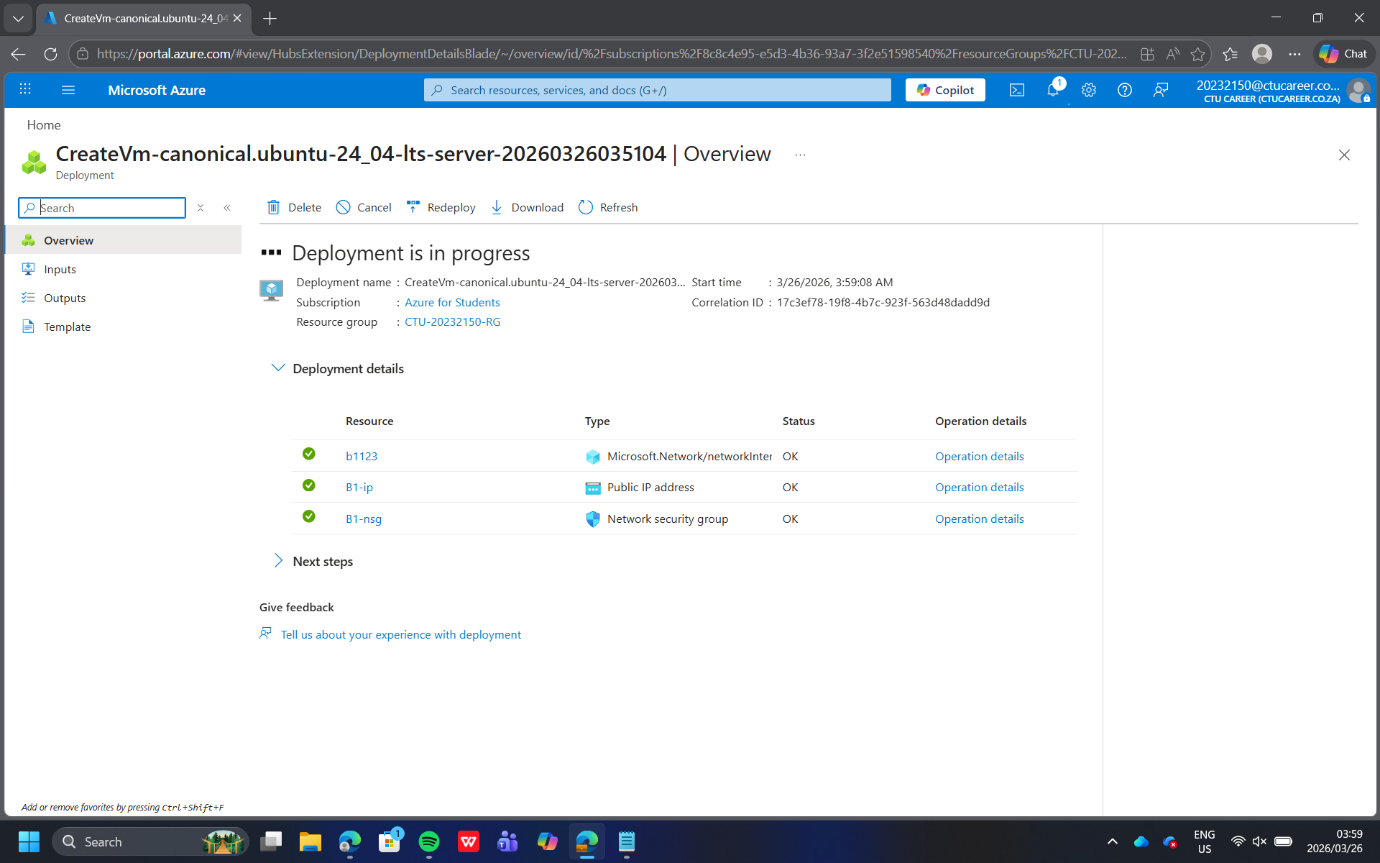 CreateVm-canonical.ubuntu-24_04
https://portal.azure.com/#view/HubsExtension/DeploymentDetailsBlade/~/overview/id/%2Fsubscriptions%2F8c8c4e95-e5d3-4b36-93a7-3f2e51598540%2FresourceGroups%2FCTU-202...
Chat
Microsoft Azure
Search resources, services, and docs (G+/)
Copilot
1
20232150@ctucareer.co...
CTU CAREER (CTUCAREER.CO.ZA)
Home
CreateVm-canonical.ubuntu-24_04-lts-server-20260326035104 | Overview ...
Deployment
Search
Delete Cancel Redeploy Download Refresh
Overview
Inputs
Outputs
Template
Deployment is in progress
Deployment name : CreateVm-canonical.ubuntu-24_04-lts-server-202603... Start time : 3/26/2026, 3:59:08 AM
Subscription : Azure for Students Correlation ID : 17c3ef78-19f8-4b7c-923f-563d48dadd9d
Resource group : CTU-20232150-RG
Deployment details
Resource Type Status Operation details
b1123 Microsoft.Network/networkInter OK Operation details
B1-ip Public IP address OK Operation details
B1-nsg Network security group OK Operation details
Next steps
Give feedback
Tell us about your experience with deployment
Add or remove favorites by pressing Ctrl+Shift+F
Search
1
ENG
US
03:59
2026/03/26